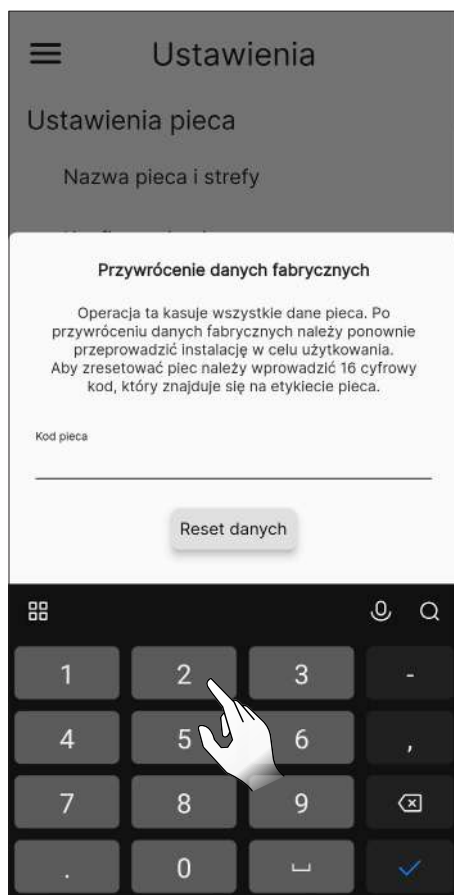 Ustawienia
Ustawienia pieca
Nazwa pieca i strefy
Przywrócenie danych fabrycznych
Operacja ta kasuje wszystkie dane pieca. Po
przywróceniu danych fabrycznych należy ponownie
przeprowadzić instalację w celu użytkowania.
Aby zresetować piec należy wprowadzić 16 cyfrowy
kod, który znajduje się na etykiecie pieca.
Kod pieca
Reset danych
1 2 3 -
4 5 6 ,
7 8 9
. 0